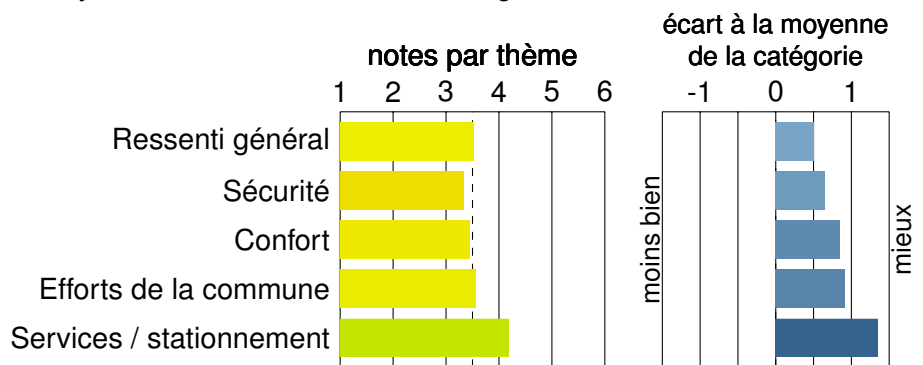 notes par thème
1 2 3 4 5 6
Ressenti général
Sécurité
Confort
Efforts de la commune
Services / stationnement
écart à la moyenne
de la catégorie
-1 0 1
moins bien
mieux